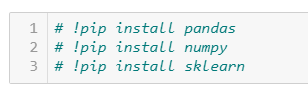 1 # !pip install pandas
2 # !pip install numpy
3 # !pip install sklearn